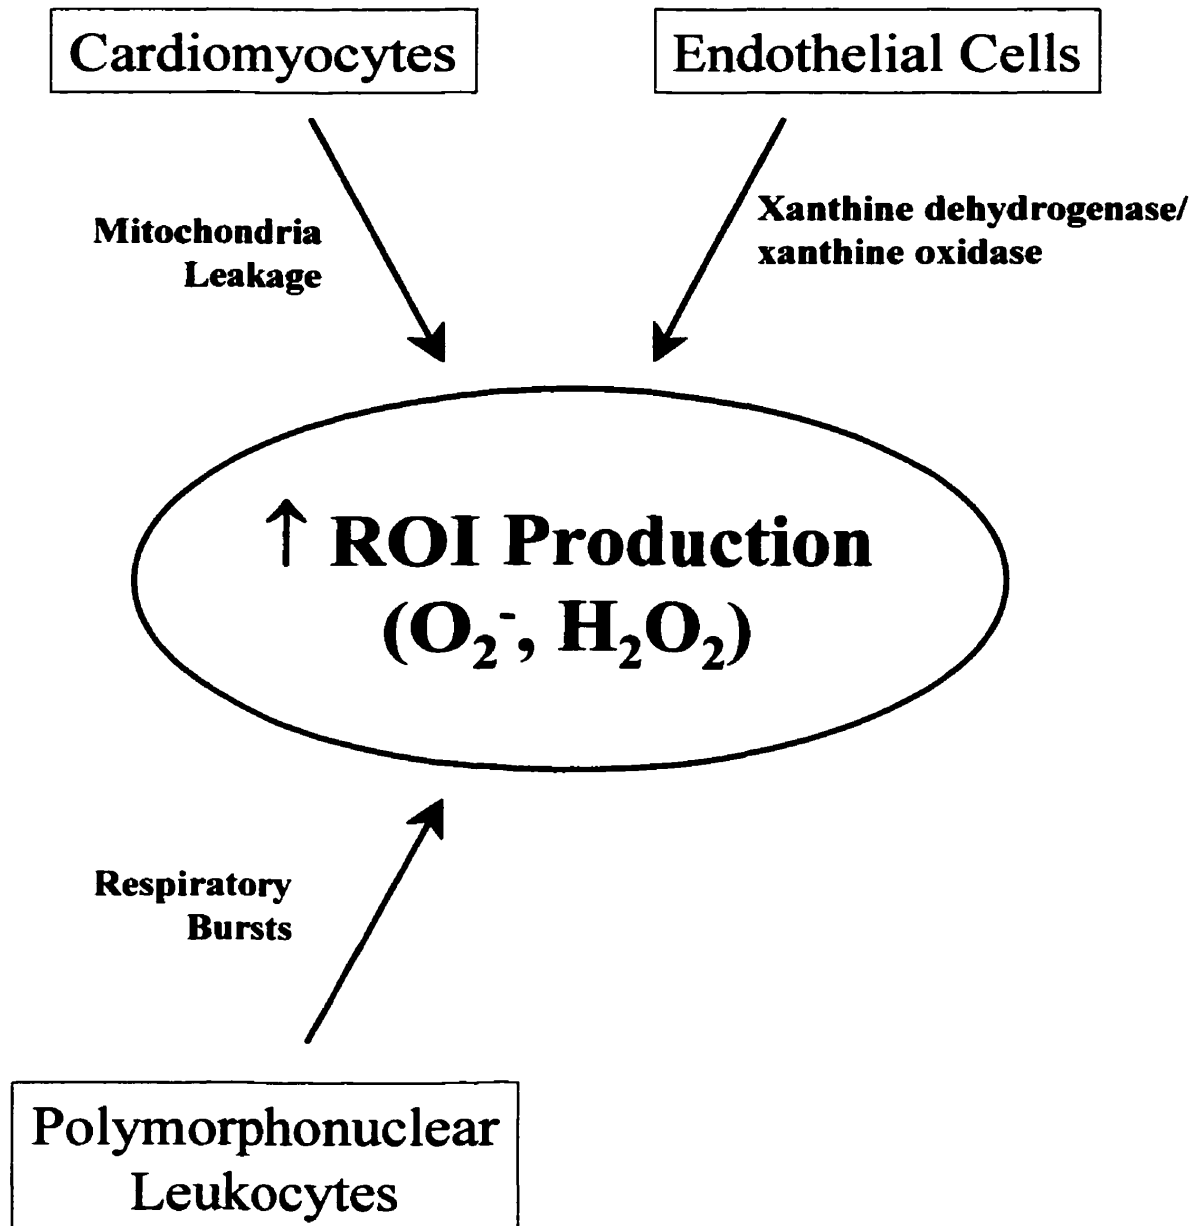 Cardiomyocytes
Endothelial Cells
Mitochondria
Leakage
Xanthine dehydrogenase/
xanthine oxidase
↑ ROI Production
(O₂⁻, H₂O₂)
Respiratory
Bursts
Polymorphonuclear
Leukocytes